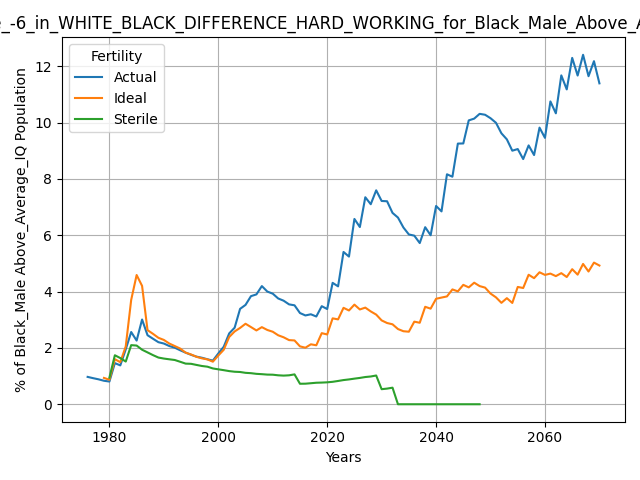 _-6_in_WHITE_BLACK_DIFFERENCE_HARD_WORKING_for_Black_Male_Above_A
Fertility
Actual
Ideal
Sterile
% of Black_Male Above_Average_IQ Population
12
10
8
6
4
2
0
1980 2000 2020 2040 2060
Years